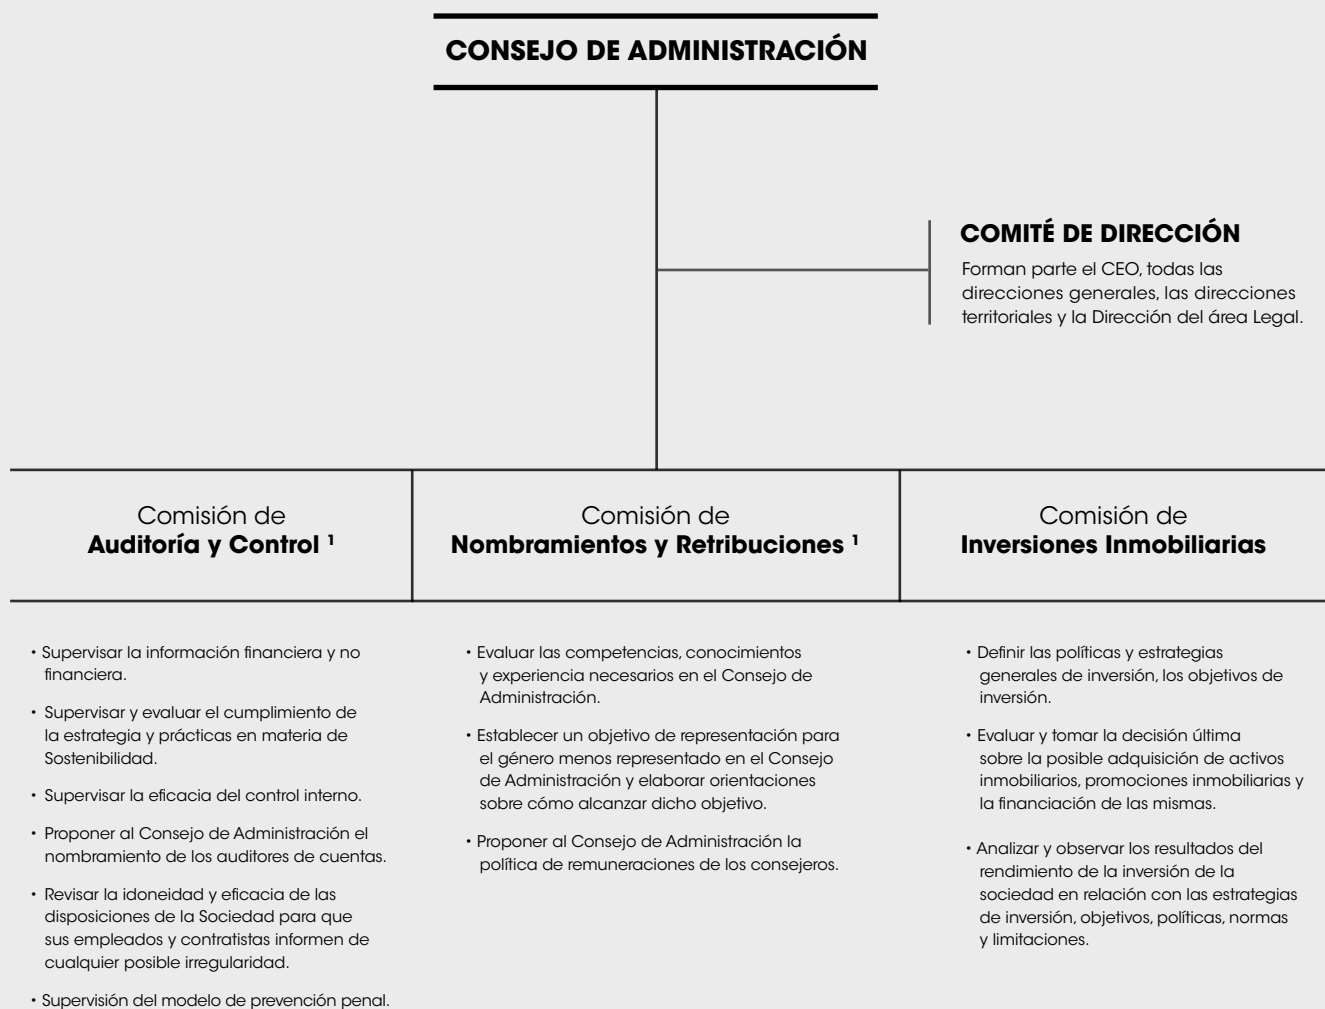 CONSEJO DE ADMINISTRACIÓN
COMITÉ DE DIRECCIÓN
Forman parte el CEO, todas las
direcciones generales, las direcciones
territoriales y la Dirección del área Legal.
Comisión de
Auditoría y Control ¹
Comisión de
Nombramientos y Retribuciones ¹
Comisión de
Inversiones Inmobiliarias
• Supervisar la información financiera y no
financiera.
• Supervisar y evaluar el cumplimiento de
la estrategia y prácticas en materia de
Sostenibilidad.
• Supervisar la eficacia del control interno.
• Proponer al Consejo de Administración el
nombramiento de los auditores de cuentas.
• Revisar la idoneidad y eficacia de las
disposiciones de la Sociedad para que
sus empleados y contratistas informen de
cualquier posible irregularidad.
• Supervisión del modelo de prevención penal.
• Evaluar las competencias, conocimientos
y experiencia necesarios en el Consejo de
Administración.
• Establecer un objetivo de representación para
el género menos representado en el Consejo
de Administración y elaborar orientaciones
sobre cómo alcanzar dicho objetivo.
• Proponer al Consejo de Administración la
política de remuneraciones de los consejeros.
• Definir las políticas y estrategias
generales de inversión, los objetivos de
inversión.
• Evaluar y tomar la decisión última
sobre la posible adquisición de activos
inmobiliarios, promociones inmobiliarias y
la financiación de las mismas.
• Analizar y observar los resultados del
rendimiento de la inversión de la
sociedad en relación con las estrategias
de inversión, objetivos, políticas, normas
y limitaciones.